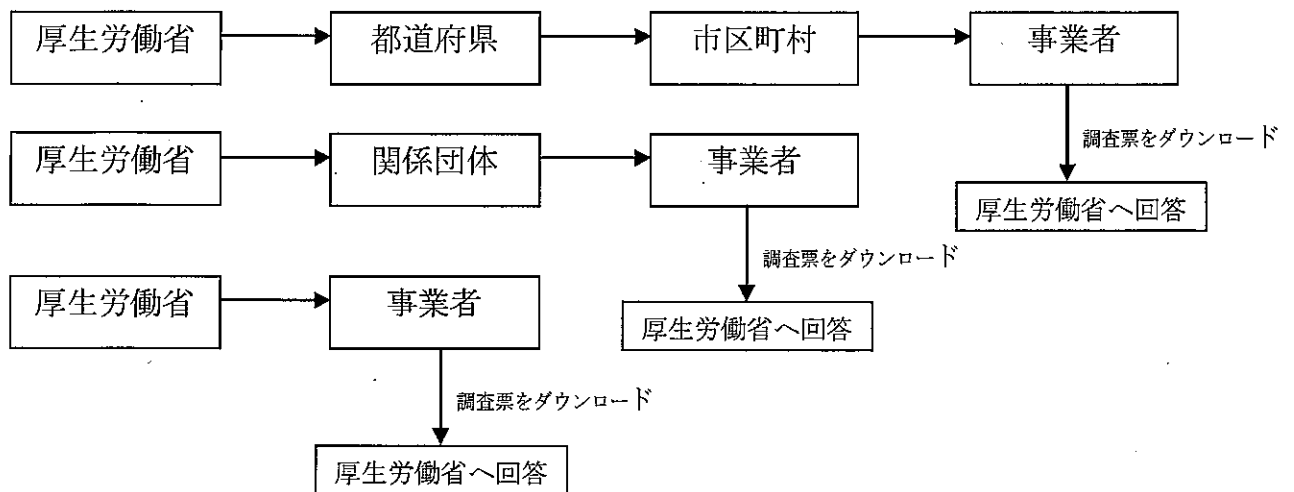 厚生労働省 都道府県 市区町村 事業者
調査票をダウンロード
厚生労働省 関係団体 事業者
厚生労働省へ回答
調査票をダウンロード
厚生労働省 事業者
厚生労働省へ回答
調査票をダウンロード
厚生労働省へ回答